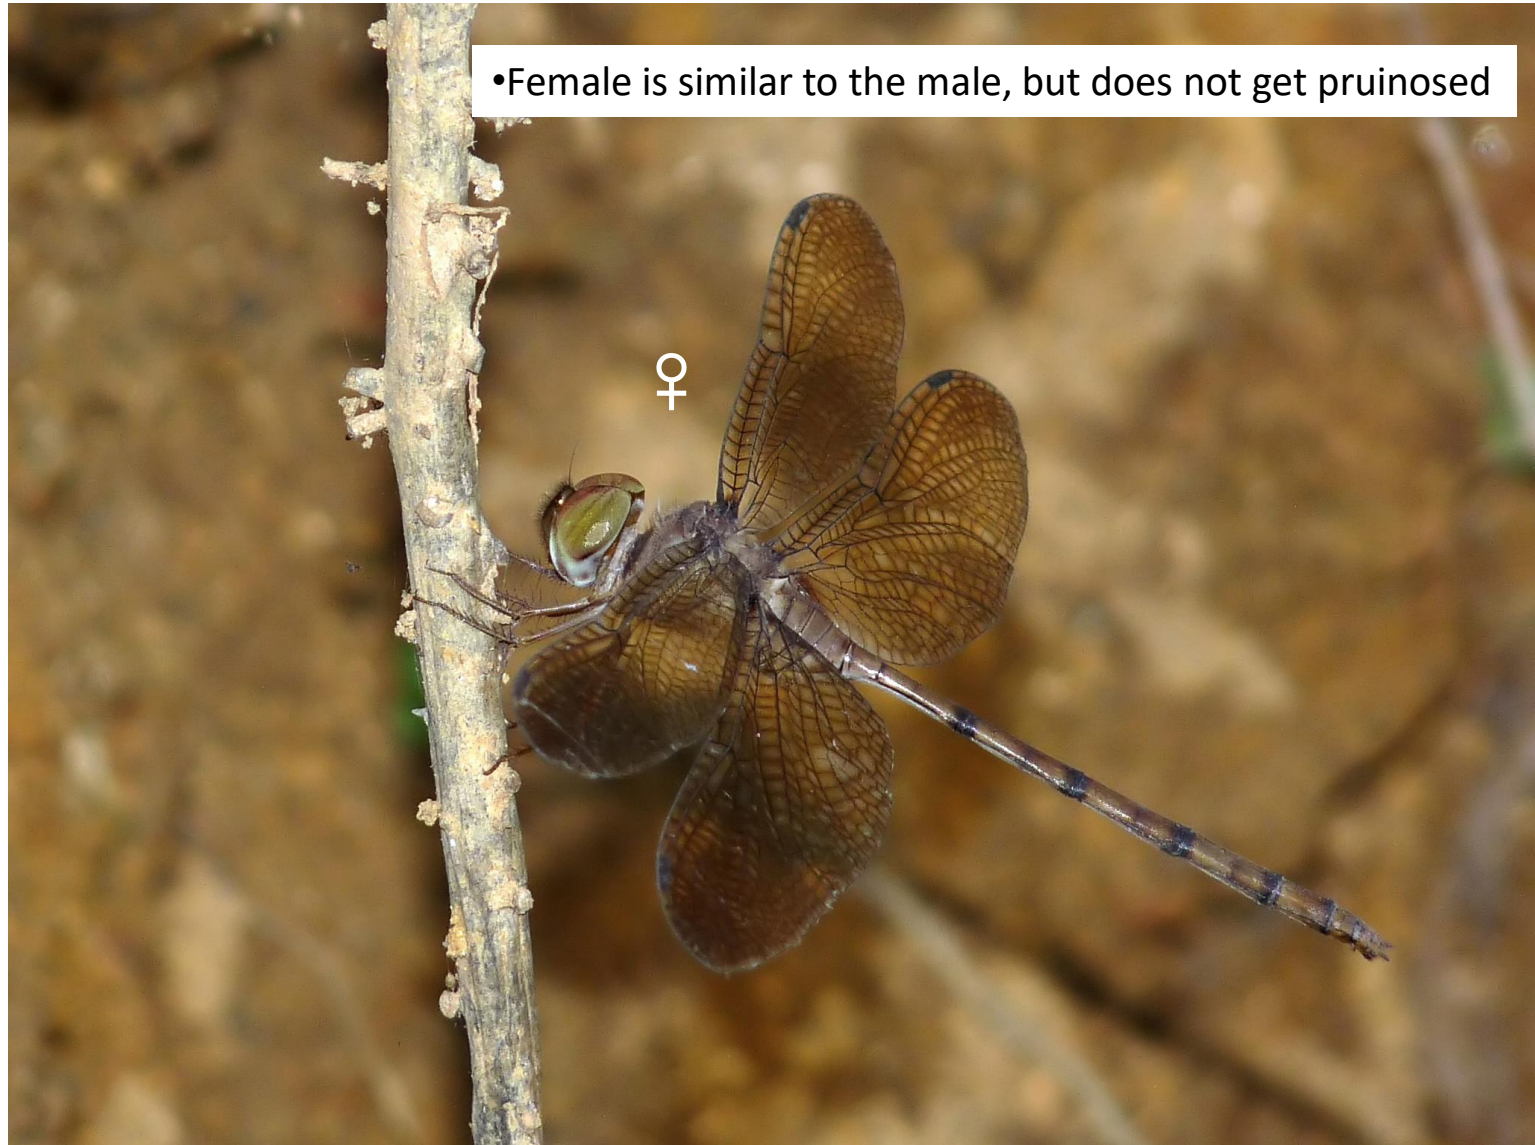 •Female is similar to the male, but does not get pruinosed
♀